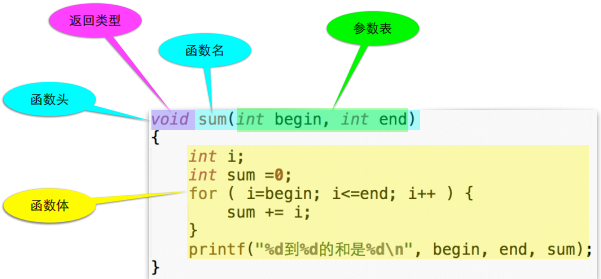 返回类型
函数名
参数表
函数头
void sum(int begin, int end)
{
    int i;
    int sum =0;
    for ( i=begin; i<=end; i++ ) {
        sum += i;
    }
    printf("%d到%d的和是%d\n", begin, end, sum);
}
函数体